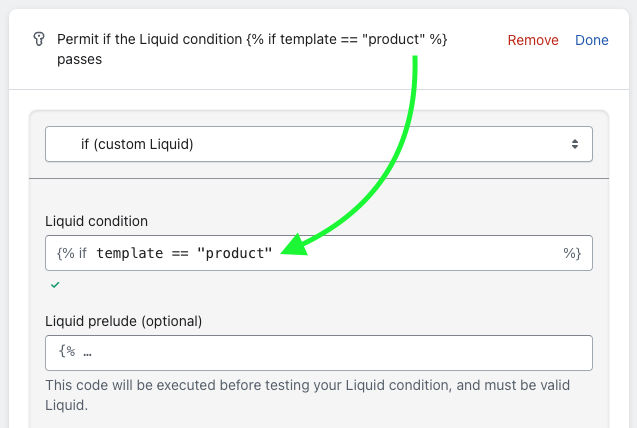 Permit if the Liquid condition {% if template == "product" %}
passes
Remove
Done
if (custom Liquid)
Liquid condition
{% if template == "product" %}
Liquid prelude (optional)
{% …
This code will be executed before testing your Liquid condition, and must be valid
Liquid.